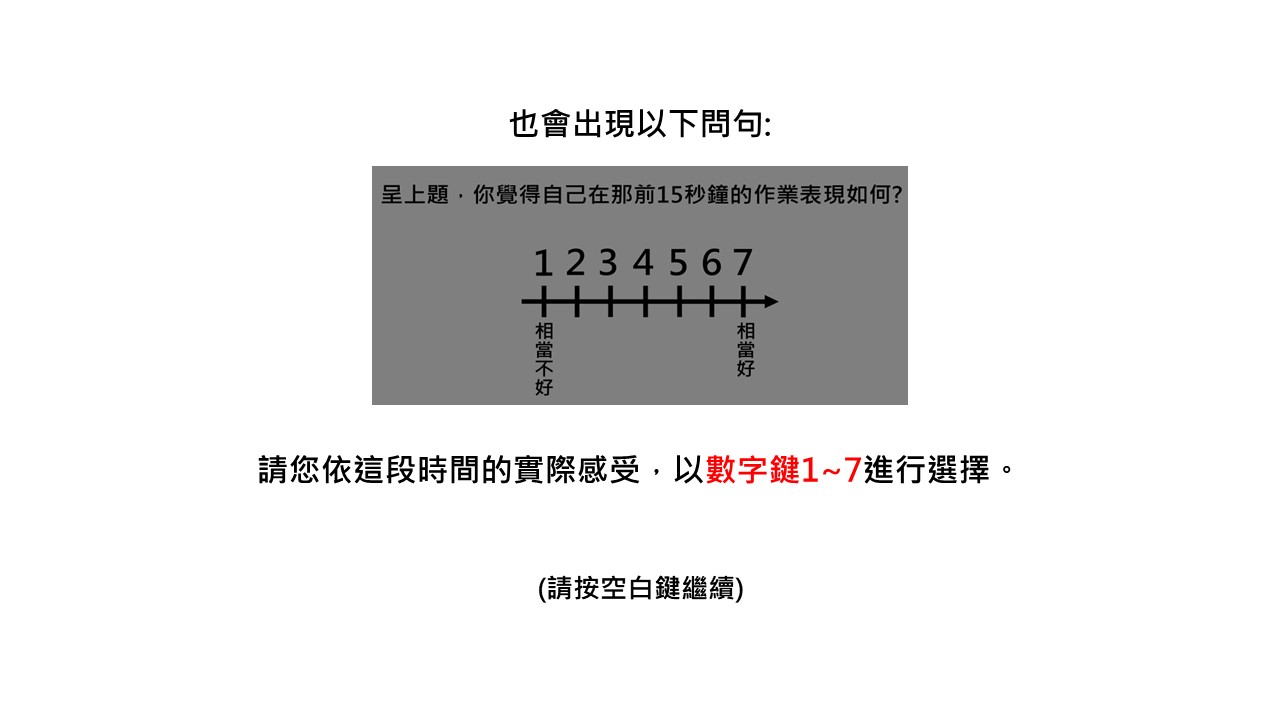 也會出現以下問句:
呈上題，你覺得自己在那前15秒鐘的作業表現如何?
1 2 3 4 5 6 7
相當不好
相當好
請您依這段時間的實際感受，以數字鍵1~7進行選擇。
(請按空白鍵繼續)